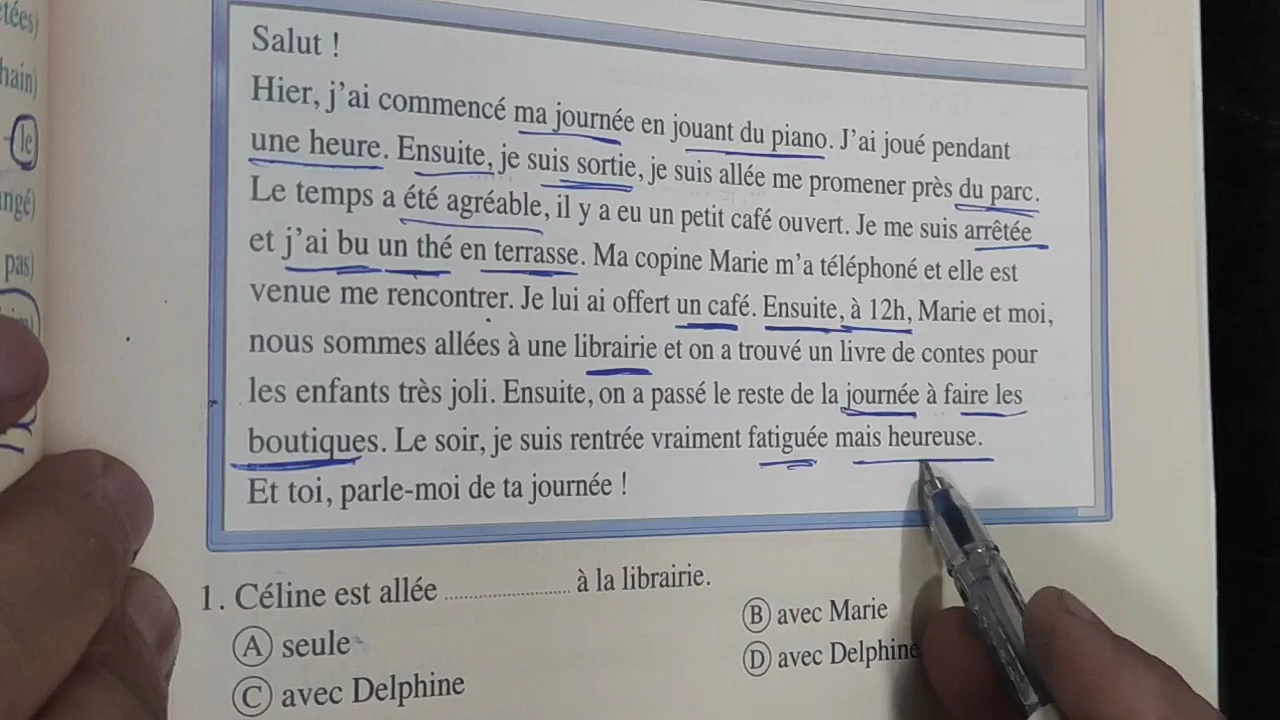 tées)
hain)
le
ngé)
pas)
Salut !
Hier, j'ai commencé ma journée en jouant du piano. J'ai joué pendant
une heure. Ensuite, je suis sortie, je suis allée me promener près du parc.
Le temps a été agréable, il y a eu un petit café ouvert. Je me suis arrêtée
et j'ai bu un thé en terrasse. Ma copine Marie m'a téléphoné et elle est
venue me rencontrer. Je lui ai offert un café. Ensuite, à 12h, Marie et moi,
nous sommes allées à une librairie et on a trouvé un livre de contes pour
les enfants très joli. Ensuite, on a passé le reste de la journée à faire les
boutiques. Le soir, je suis rentrée vraiment fatiguée mais heureuse.
Et toi, parle-moi de ta journée !
1. Céline est allée ........................ à la librairie.
A seule
B avec Marie
C avec Delphine
D avec Delphine